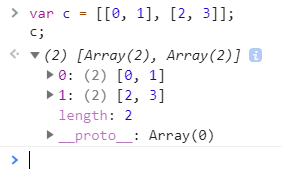 > var c = [[0, 1], [2, 3]];
c;
(2) [Array(2), Array(2)] i
0: (2) [0, 1]
1: (2) [2, 3]
length: 2
__proto__: Array(0)
>